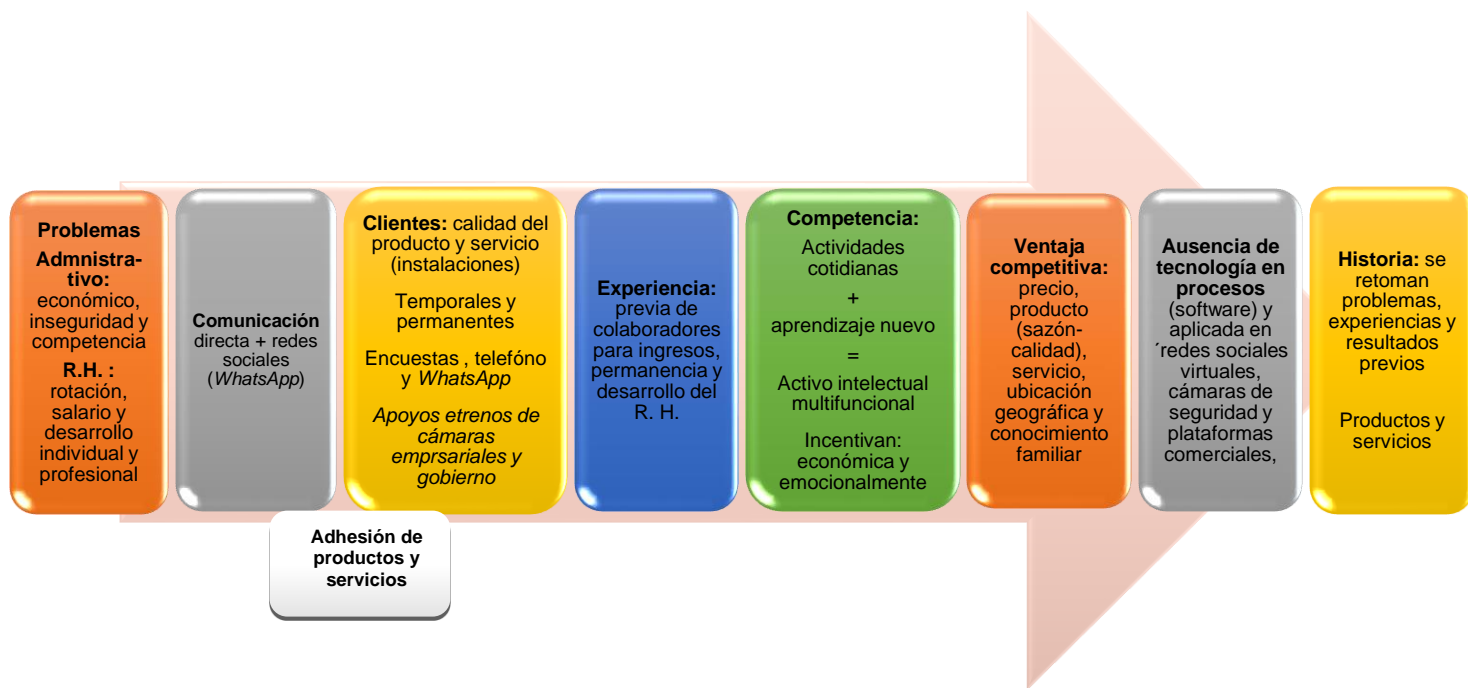 Problemas
Admnistra-
tivo:
económico,
inseguridad y
competencia
R.H. :
rotación,
salario y
desarrollo
individual y
profesional
Comunicación
directa + redes
sociales
(WhatsApp)
Clientes: calidad del
producto y servicio
(instalaciones)
Temporales y
permanentes
Encuestas , telefóno
y WhatsApp
Apoyos etrenos de
cámaras
emprsariales y
gobierno
Adhesión de
productos y
servicios
Experiencia:
previa de
colaboradores
para ingresos,
permanencia y
desarrollo del
R. H.
Competencia:
Actividades
cotidianas
+
aprendizaje nuevo
=
Activo intelectual
multifuncional
Incentivan:
económica y
emocionalmente
Ventaja
competitiva:
precio,
producto
(sazón-
calidad),
servicio,
ubicación
geográfica y
conocimiento
familiar
Ausencia de
tecnología en
procesos
(software) y
aplicada en
´redes sociales
virtuales,
cámaras de
seguridad y
plataformas
comerciales,
Historia: se
retoman
problemas,
experiencias y
resultados
previos
Productos y
servicios